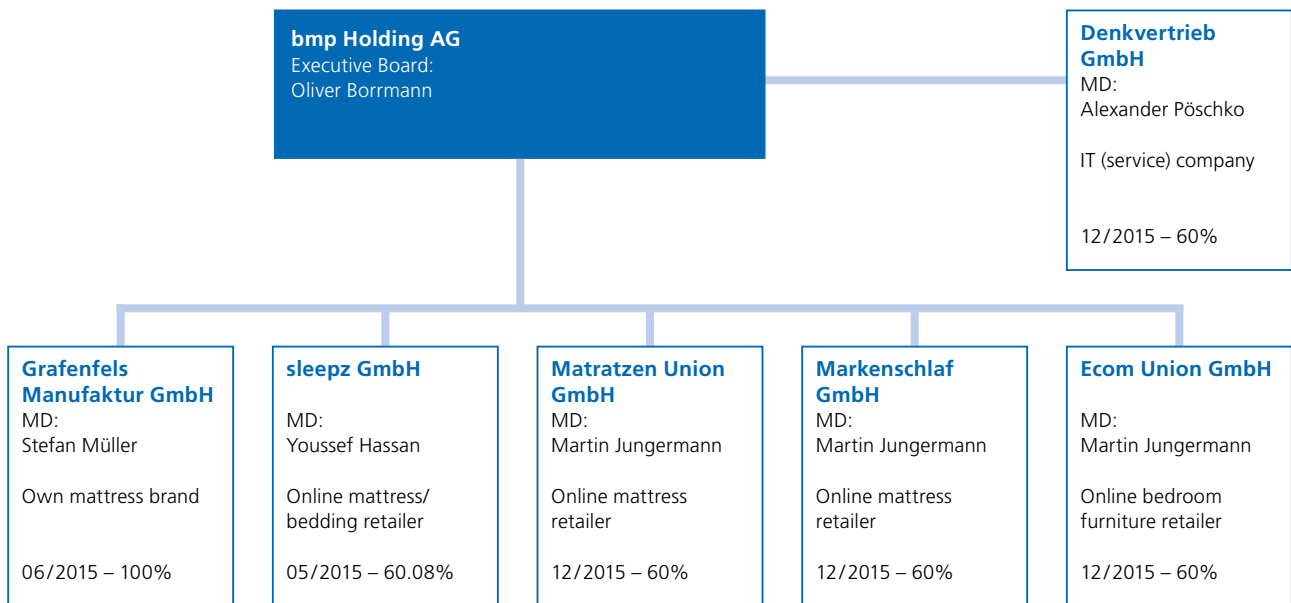 bmp Holding AG
Executive Board:
Oliver Borrmann
Denkvertrieb
GmbH
MD:
Alexander Pöschko
IT (service) company
12/2015 – 60%
Grafenfels
Manufaktur GmbH
MD:
Stefan Müller
Own mattress brand
06/2015 – 100%
sleepz GmbH
MD:
Youssef Hassan
Online mattress/
bedding retailer
05/2015 – 60.08%
Matratzen Union
GmbH
MD:
Martin Jungermann
Online mattress
retailer
12/2015 – 60%
Markenschlaf
GmbH
MD:
Martin Jungermann
Online mattress
retailer
12/2015 – 60%
Ecom Union GmbH
MD:
Martin Jungermann
Online bedroom
furniture retailer
12/2015 – 60%